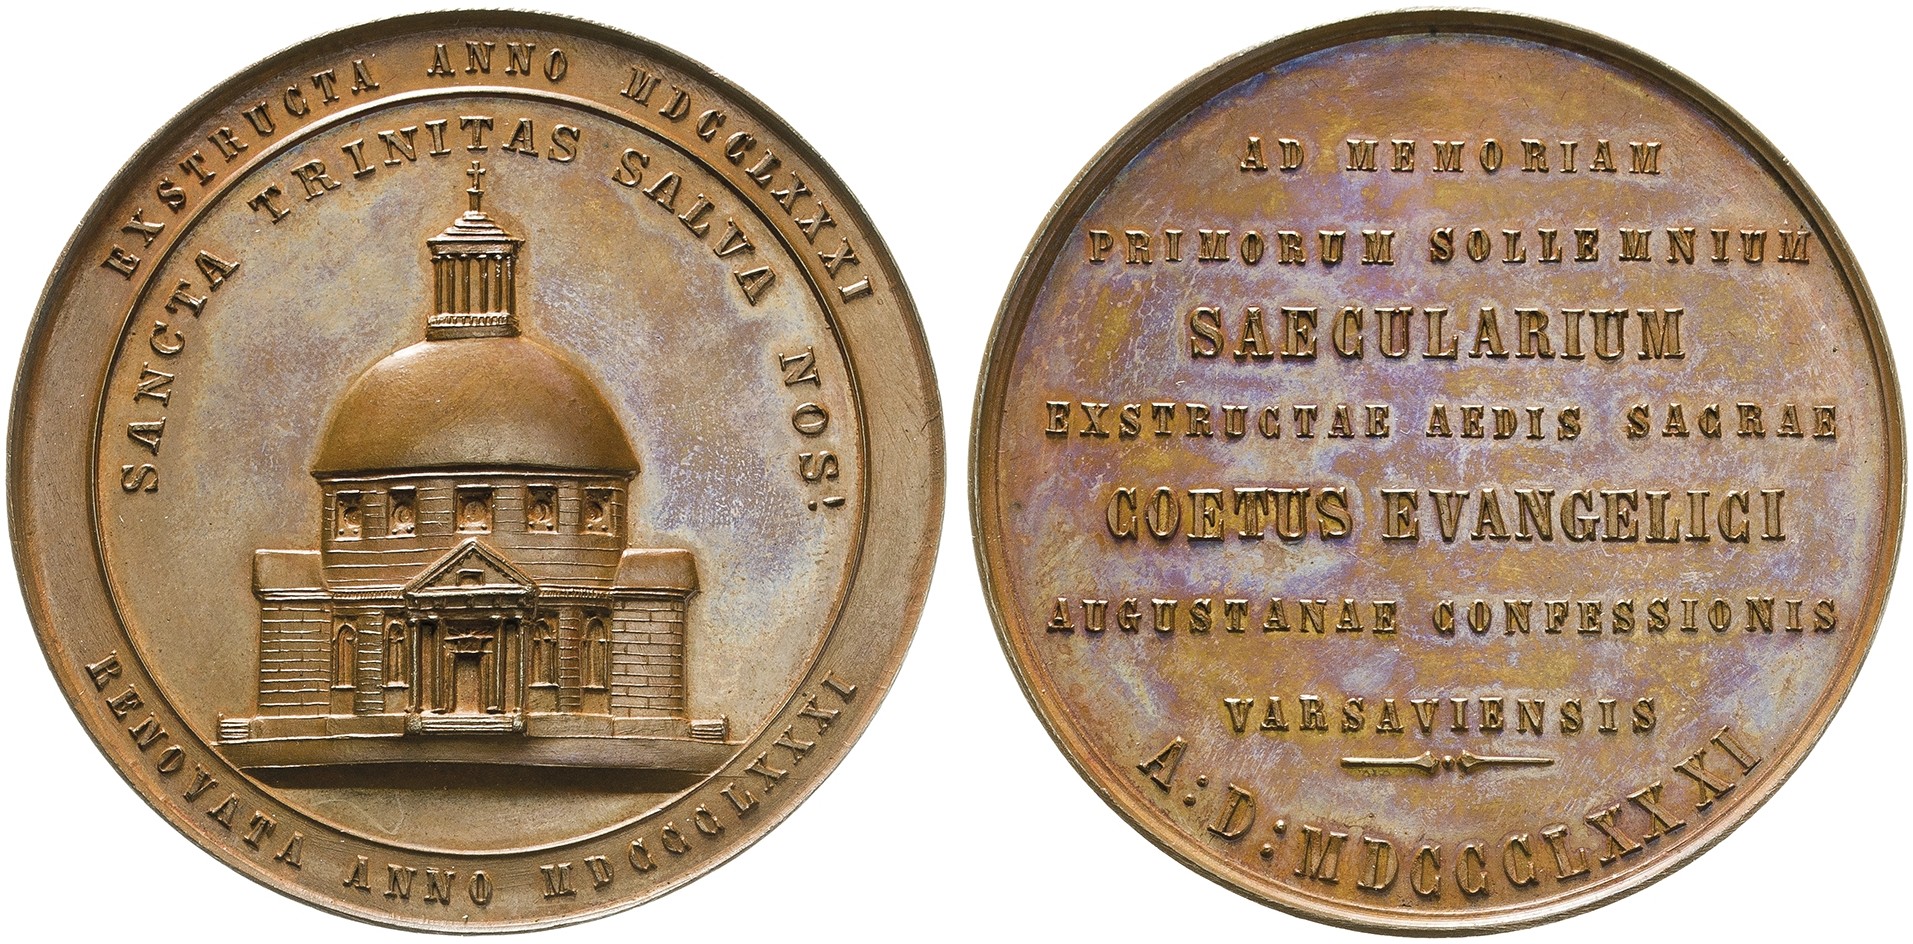 EXSTRUCTA ANNO MDCCLXXXI
SANCTA TRINITAS SALVA NOS!
RENOVATA ANNO MDCCCLXXXI
AD MEMORIAM
PRIMORUM SOLLEMNIUM
SAECULARIUM
EXSTRUCTAE AEDIS SACRAE
COETUS EVANGELICI
AUGUSTANAE CONFESSIONIS
VARSAVIENSIS
A: D: MDCCCLXXXI